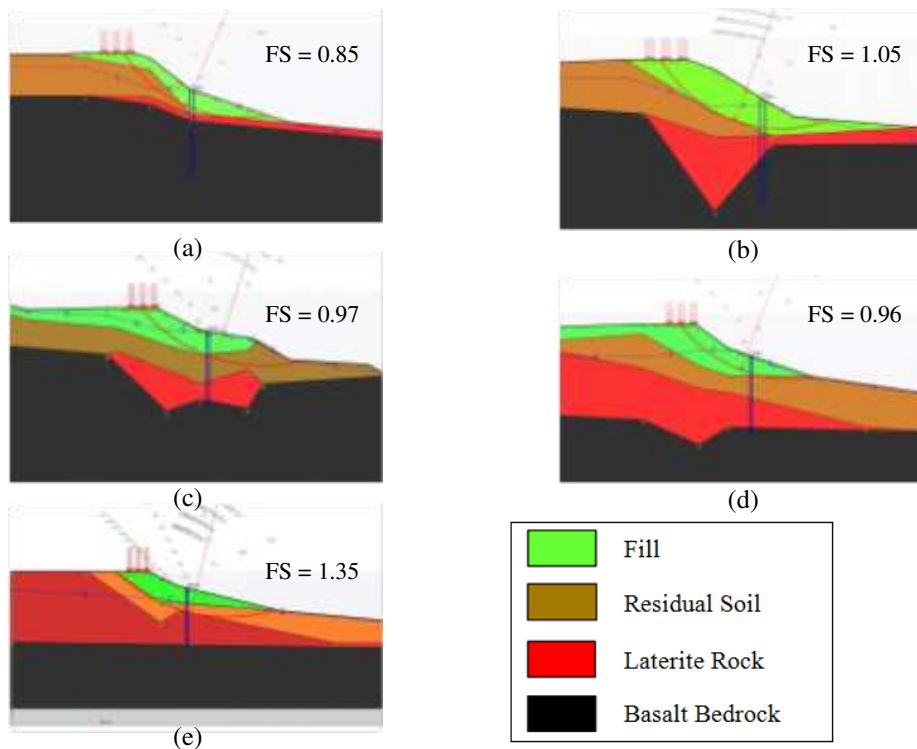 FS = 0.85
FS = 1.05
(a)
(b)
FS = 0.97
FS = 0.96
(c)
(d)
FS = 1.35
(e)
Fill
Residual Soil
Laterite Rock
Basalt Bedrock